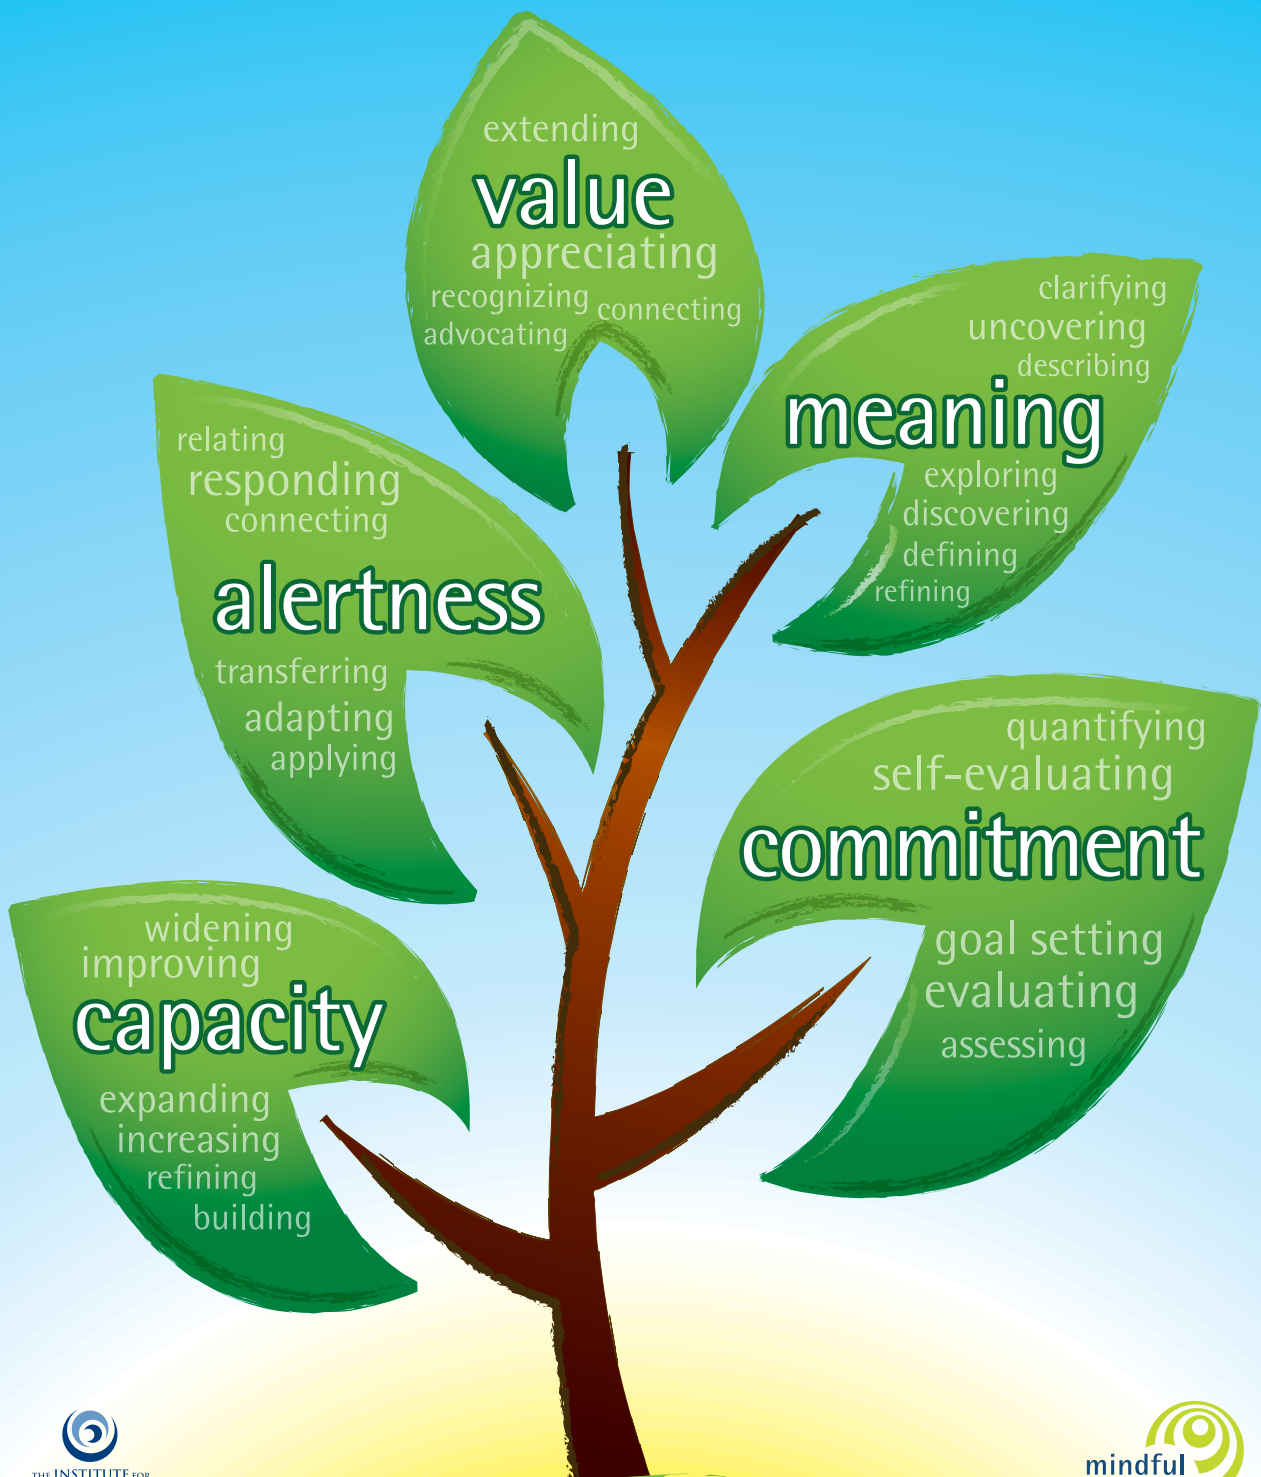 extending
value
appreciating
recognizing connecting
advocating
clarifying
uncovering
describing
meaning
exploring
discovering
defining
refining
relating
responding
connecting
alertness
transferring
adapting
applying
quantifying
self-evaluating
commitment
goal setting
evaluating
assessing
widening
improving
capacity
expanding
increasing
refining
building
THE INSTITUTE FOR
mindful